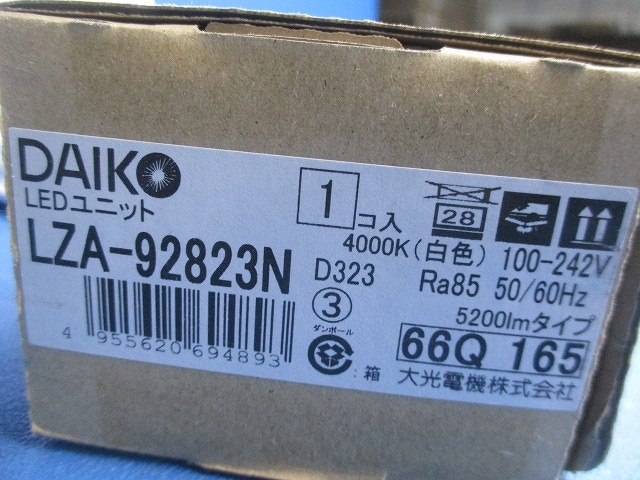 DAIKO
LEDユニット
LZA-92823N
4 955620 694893
1 コ入
28
4000K(白色) 100-242V
D323 Ra85 50/60Hz
③ 5200lmタイプ
ダンボール
:箱
66Q 165
大光電機株式会社